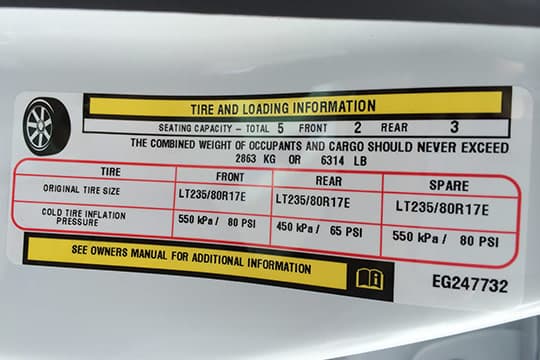 TIRE AND LOADING INFORMATION
SEATING CAPACITY - TOTAL 5 FRONT 2 REAR 3
THE COMBINED WEIGHT OF OCCUPANTS AND CARGO SHOULD NEVER EXCEED
2863 KG OR 6314 LB
TIRE FRONT REAR SPARE
ORIGINAL TIRE SIZE LT235/80R17E LT235/80R17E LT235/80R17E
COLD TIRE INFLATION PRESSURE 550 kPa / 80 PSI 450 kPa / 65 PSI 550 kPa / 80 PSI
SEE OWNERS MANUAL FOR ADDITIONAL INFORMATION
EG247732